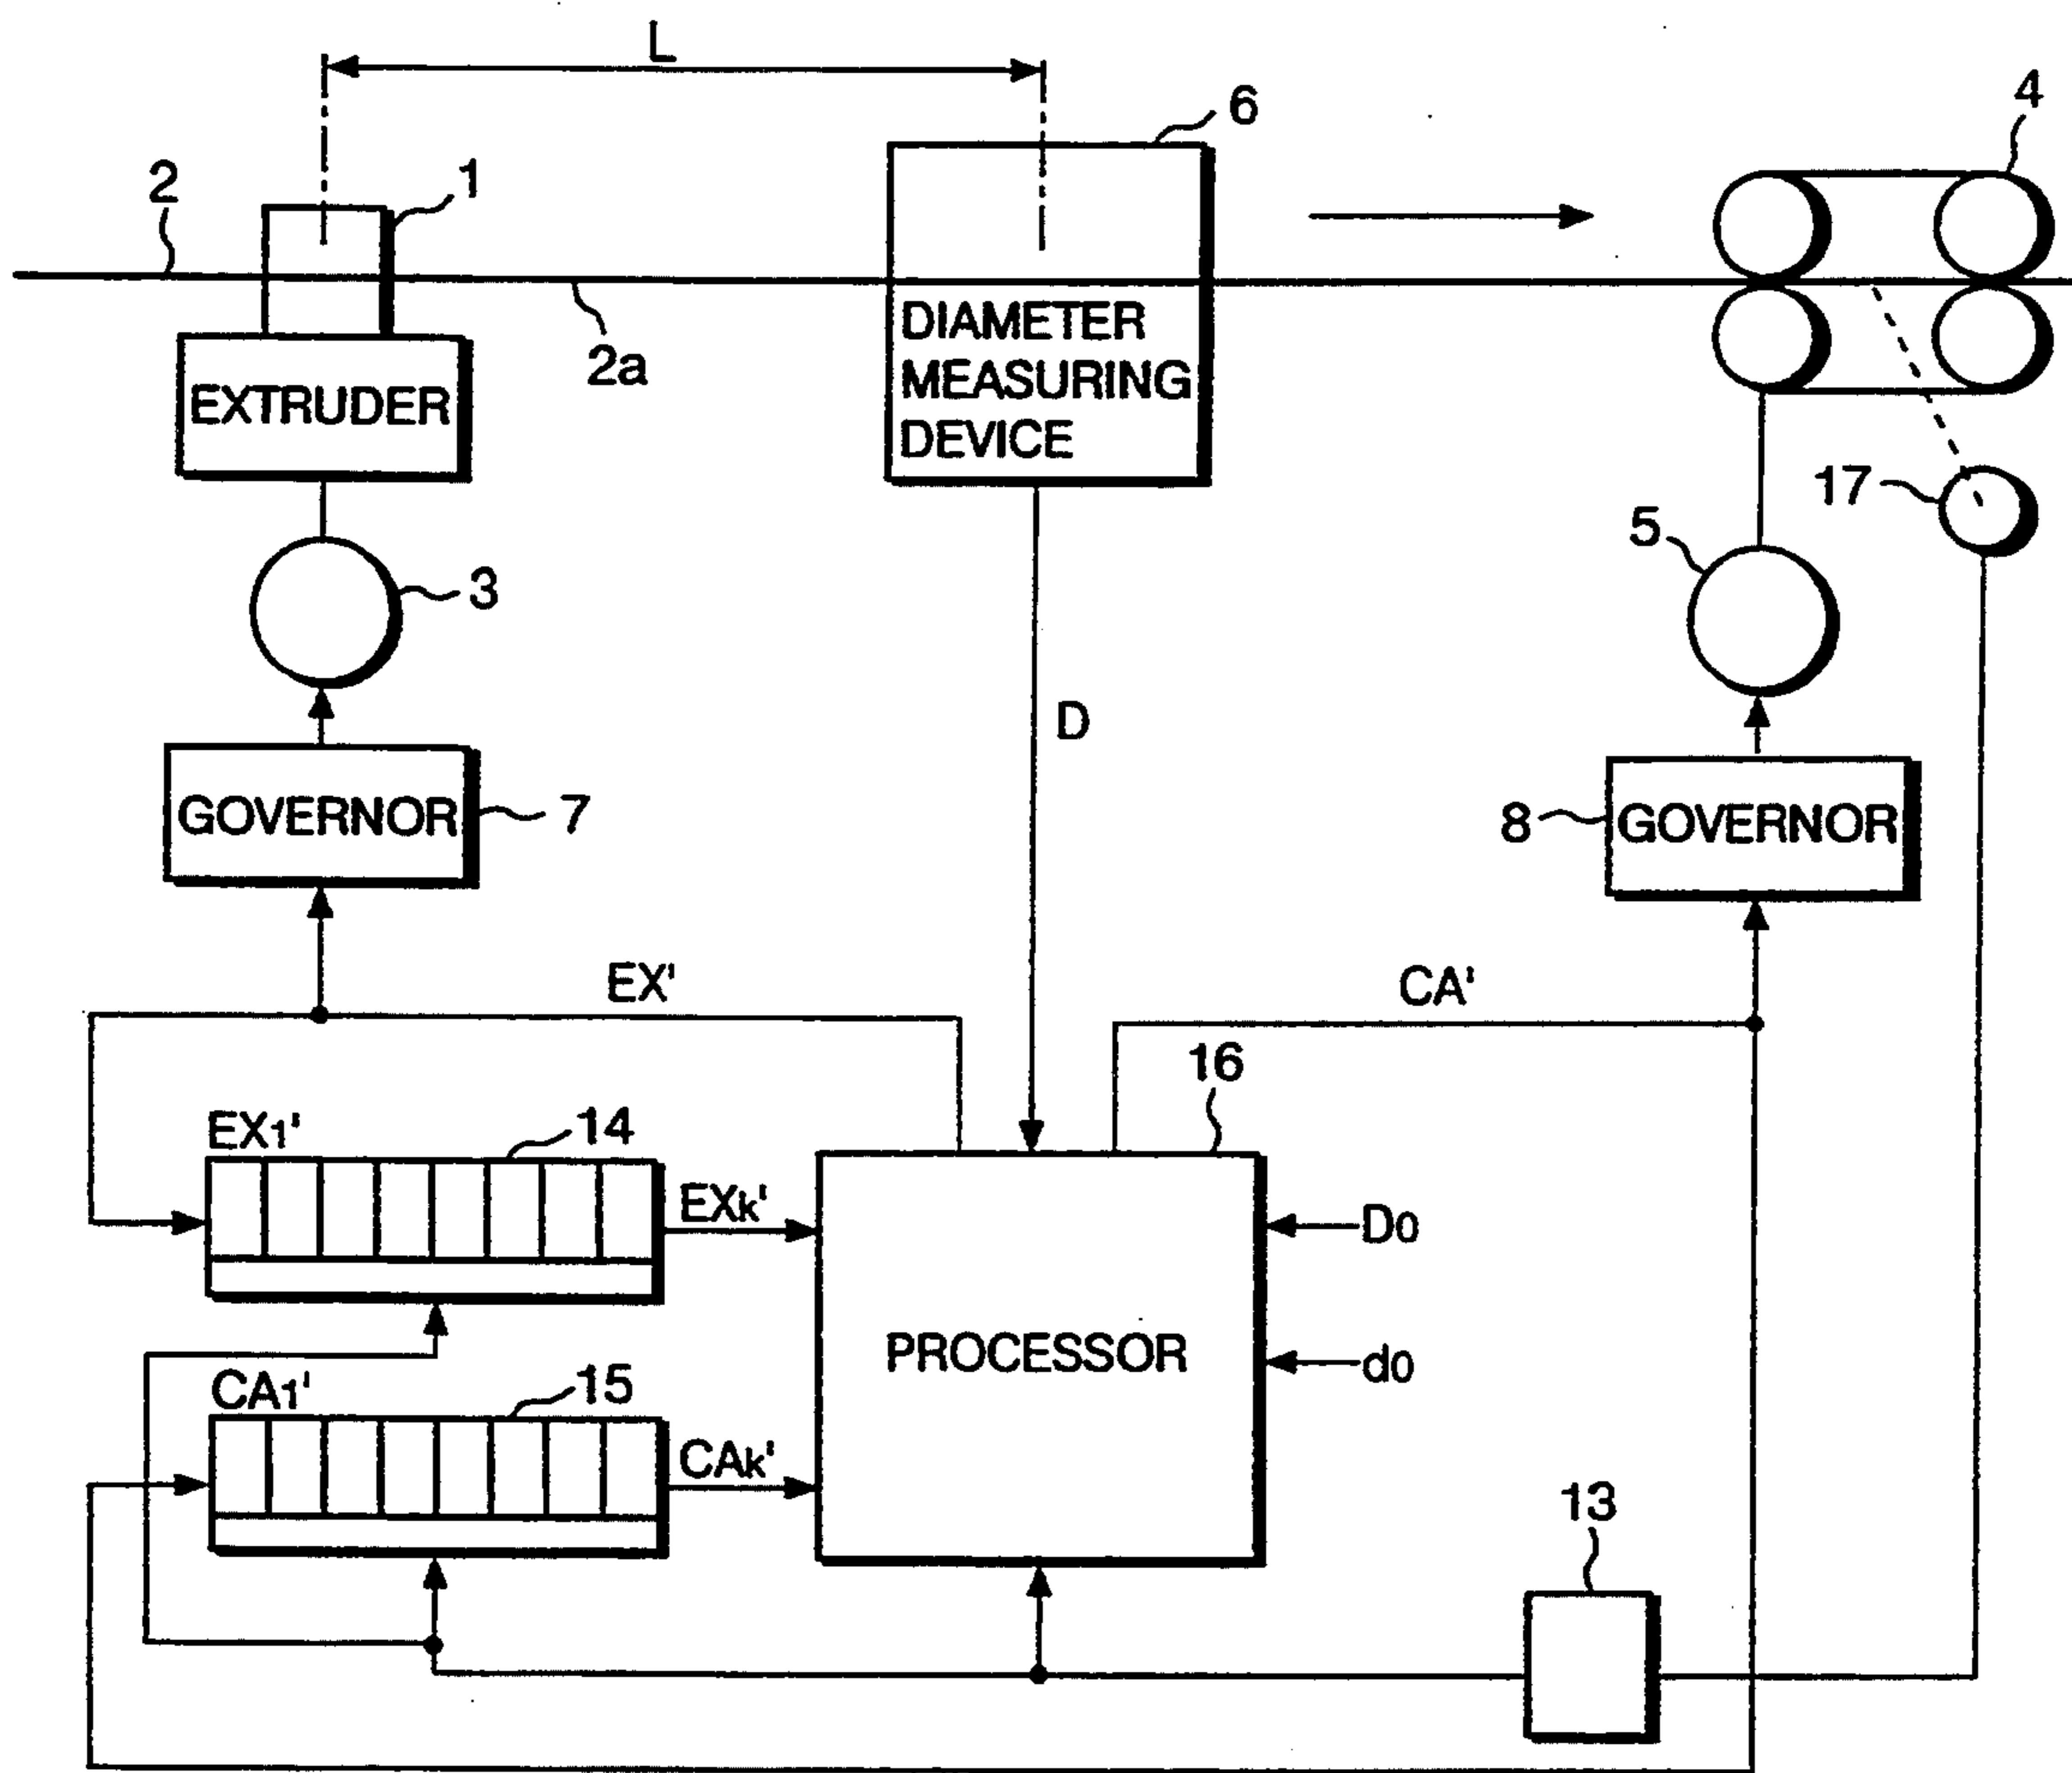 L
6
4
2
1
2a
DIAMETER
MEASURING
DEVICE
EXTRUDER
17
5
3
D
GOVERNOR
7
8
GOVERNOR
EX'
CA'
16
EX1'
14
EXk'
D0
PROCESSOR
d0
CA1'
15
CAk'
13